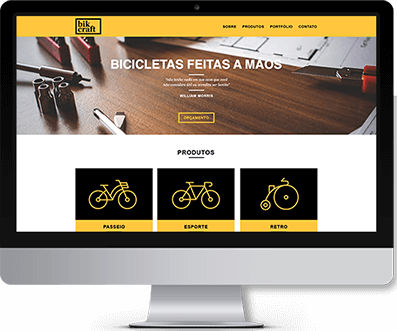 bik
craft
SOBRE PRODUTOS PORTFÓLIO CONTATO
BICICLETAS FEITAS A MÃOS
"não tenha nada em sua casa que você
não considere útil ou acredita ser bonito"
WILLIAM MORRIS
ORÇAMENTO
PRODUTOS
PASSEIO ESPORTE RETRO